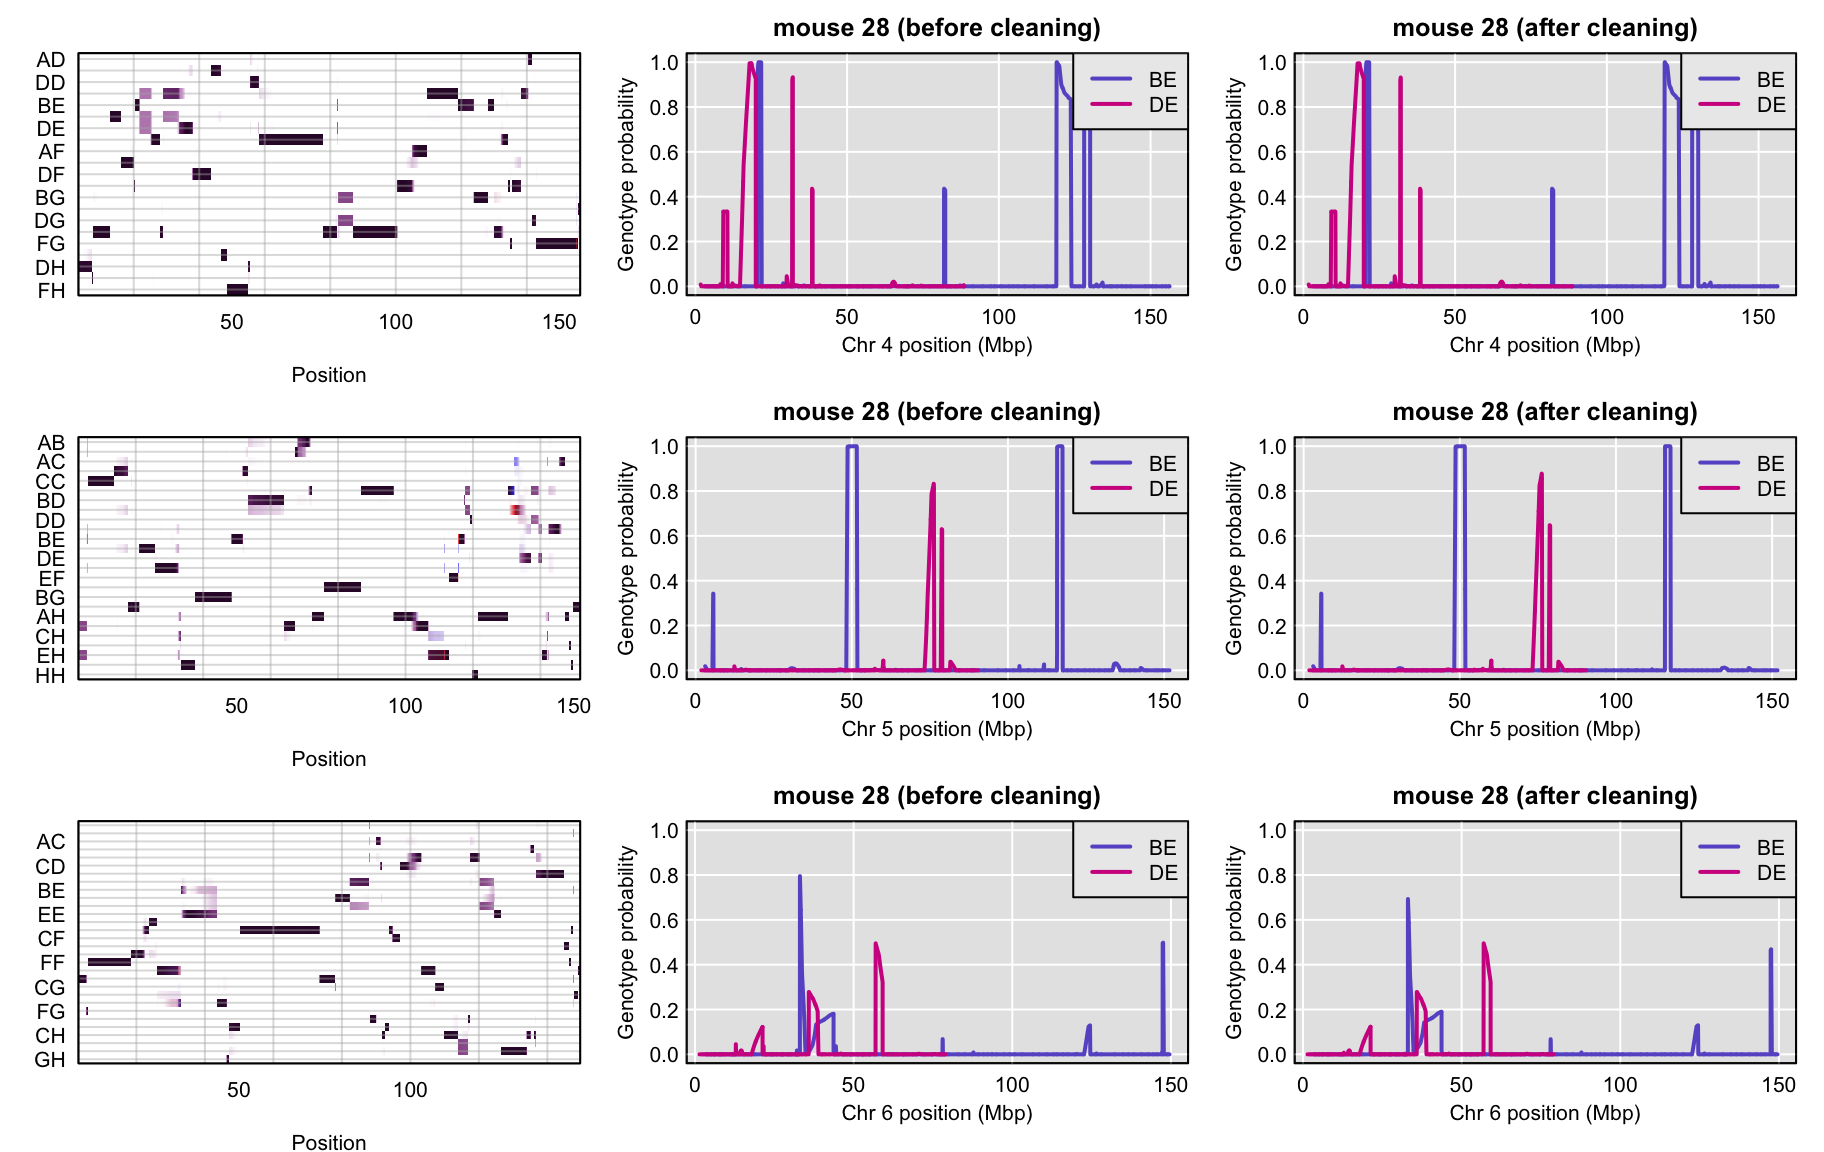 AD
DD
BE
DE
AF
DF
BG
DG
FG
DH
FH
50 100 150
Position
mouse 28 (before cleaning)
Genotype probability
1.0
0.8
0.6
0.4
0.2
0.0
BE
DE
0 50 100 150
Chr 4 position (Mbp)
mouse 28 (after cleaning)
Genotype probability
1.0
0.8
0.6
0.4
0.2
0.0
BE
DE
0 50 100 150
Chr 4 position (Mbp)
AB
AC
CC
BD
DD
BE
DE
EF
BG
AH
CH
EH
HH
50 100 150
Position
mouse 28 (before cleaning)
Genotype probability
1.0
0.8
0.6
0.4
0.2
0.0
BE
DE
0 50 100 150
Chr 5 position (Mbp)
mouse 28 (after cleaning)
Genotype probability
1.0
0.8
0.6
0.4
0.2
0.0
BE
DE
0 50 100 150
Chr 5 position (Mbp)
AC
CD
BE
EE
CF
FF
CG
FG
CH
GH
50 100
Position
mouse 28 (before cleaning)
Genotype probability
1.0
0.8
0.6
0.4
0.2
0.0
BE
DE
0 50 100 150
Chr 6 position (Mbp)
mouse 28 (after cleaning)
Genotype probability
1.0
0.8
0.6
0.4
0.2
0.0
BE
DE
0 50 100 150
Chr 6 position (Mbp)